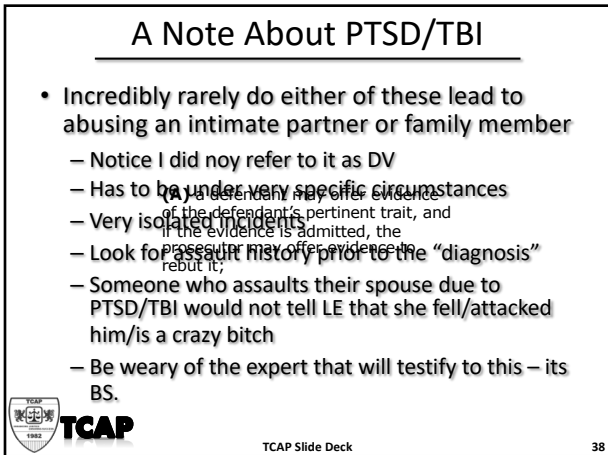 A Note About PTSD/TBI
• Incredibly rarely do either of these lead to
abusing an intimate partner or family member
– Notice I did noy refer to it as DV
– Has to be under very specific circumstances
– Very isolated incidents
– Look for assault history prior to the “diagnosis”
– Someone who assaults their spouse due to
PTSD/TBI would not tell LE that she fell/attacked
him/is a crazy bitch
– Be weary of the expert that will testify to this – its
BS.
(A) a defendant may offer evidence
of the defendant’s pertinent trait, and
if the evidence is admitted, the
prosecutor may offer evidence to
rebut it;
TCAP
1982
TCAP
TCAP Slide Deck
38